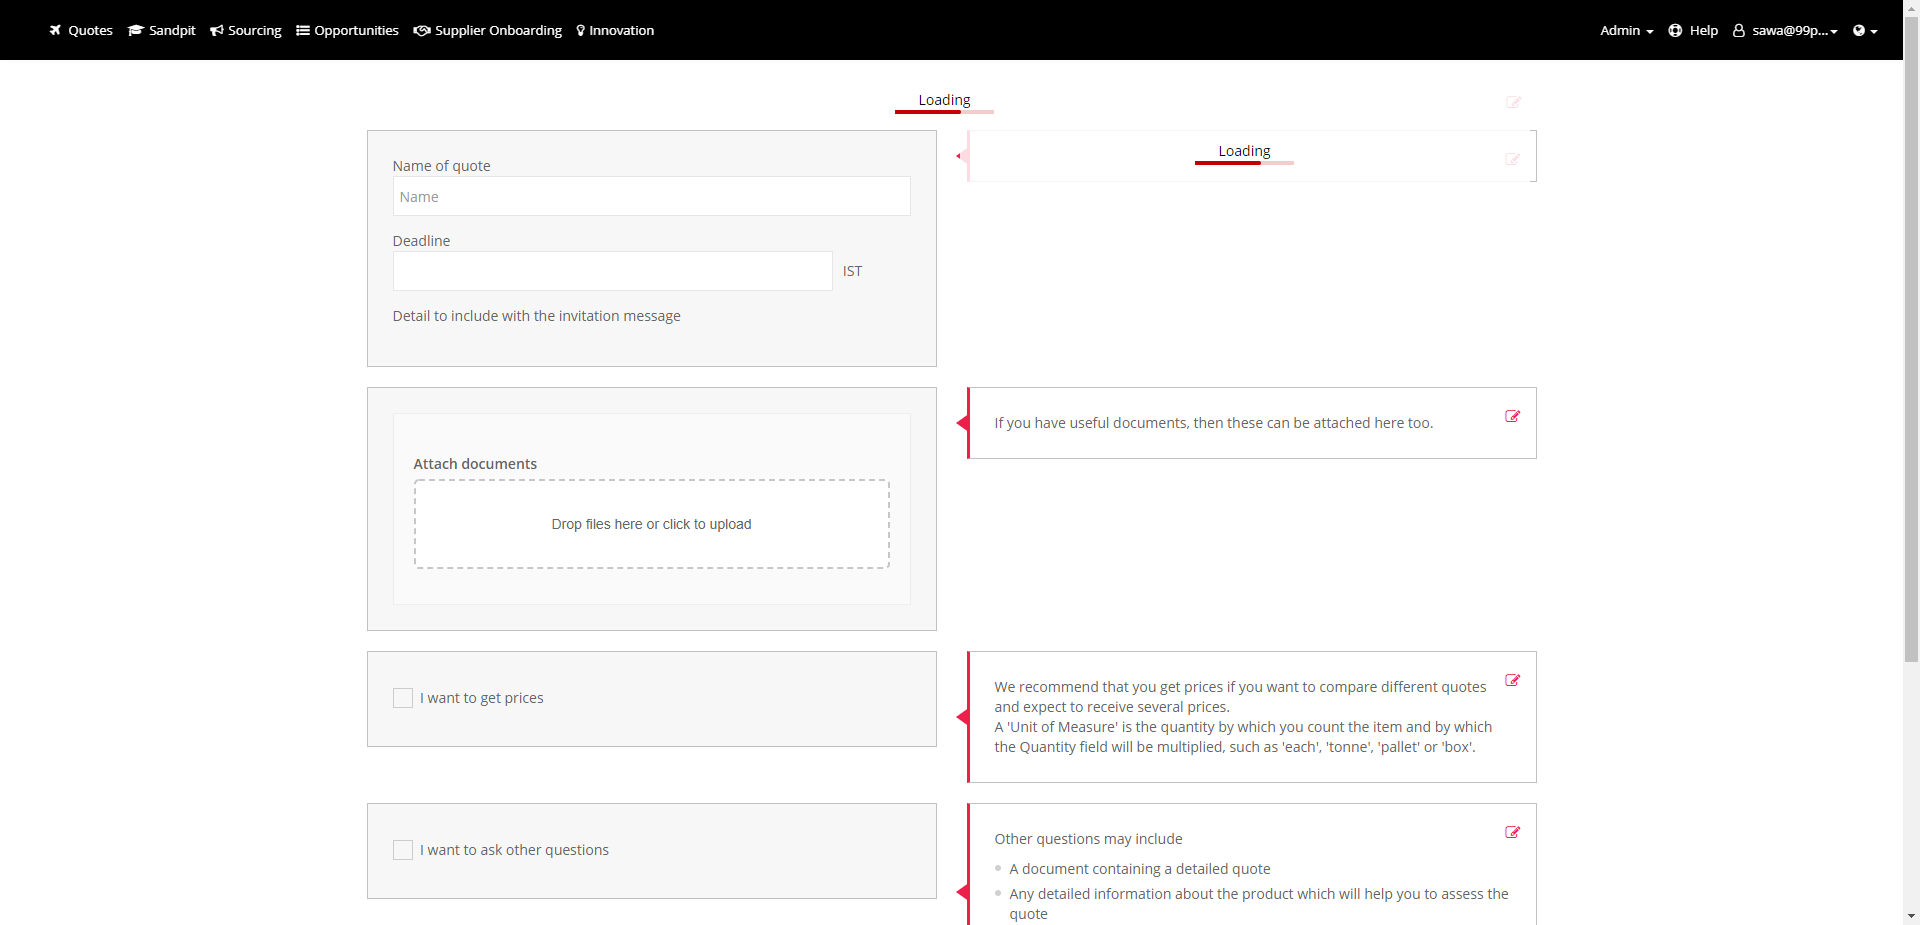 Quotes Sandpit Sourcing Opportunities Supplier Onboarding Innovation Admin Help sawa@99p...
Loading
Name of quote
Name
Deadline
IST
Detail to include with the invitation message
Loading
Attach documents
Drop files here or click to upload
If you have useful documents, then these can be attached here too.
I want to get prices
We recommend that you get prices if you want to compare different quotes
and expect to receive several prices.
A 'Unit of Measure' is the quantity by which you count the item and by which
the Quantity field will be multiplied, such as 'each', 'tonne', 'pallet' or 'box'.
I want to ask other questions
Other questions may include
A document containing a detailed quote
Any detailed information about the product which will help you to assess the
quote